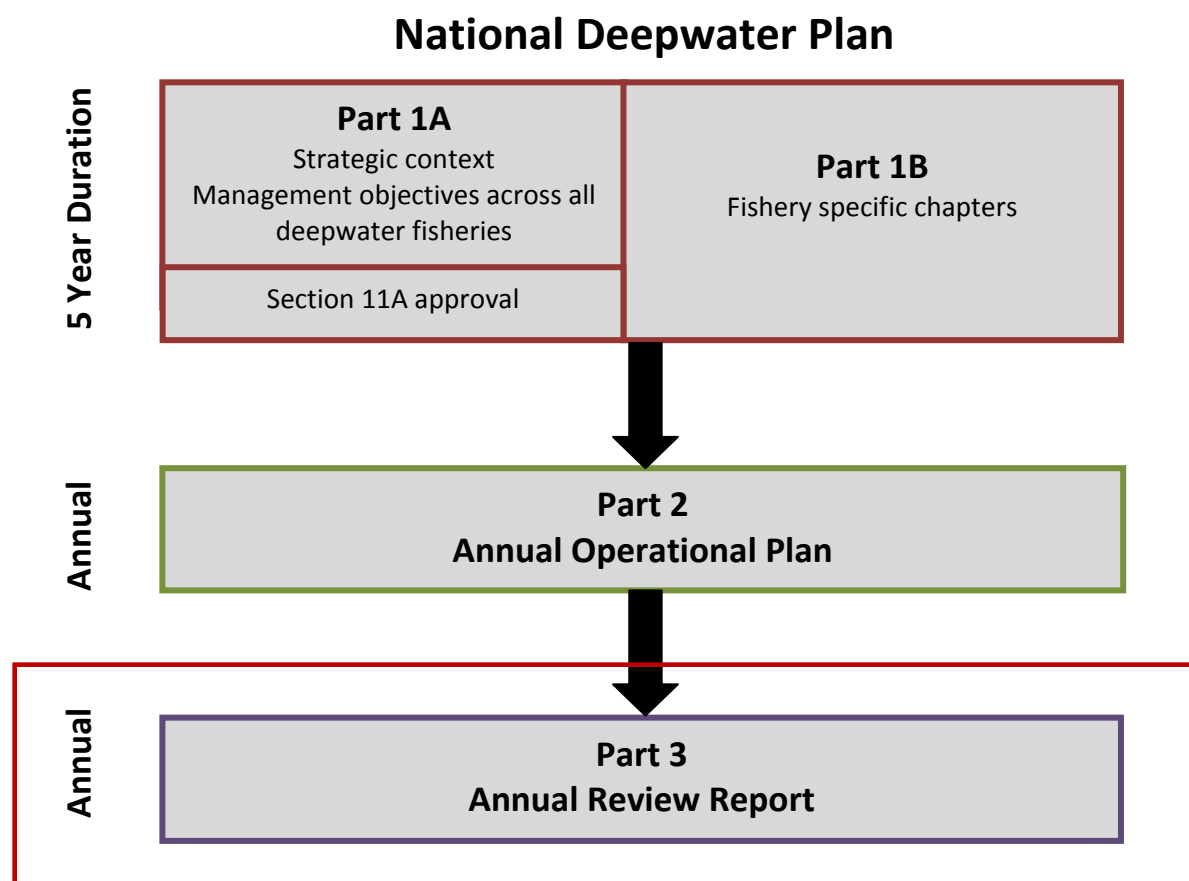 National Deepwater Plan
5 Year Duration
Part 1A
Strategic context
Management objectives across all
deepwater fisheries
Section 11A approval
Part 1B
Fishery specific chapters
Annual
Part 2
Annual Operational Plan
Annual
Part 3
Annual Review Report